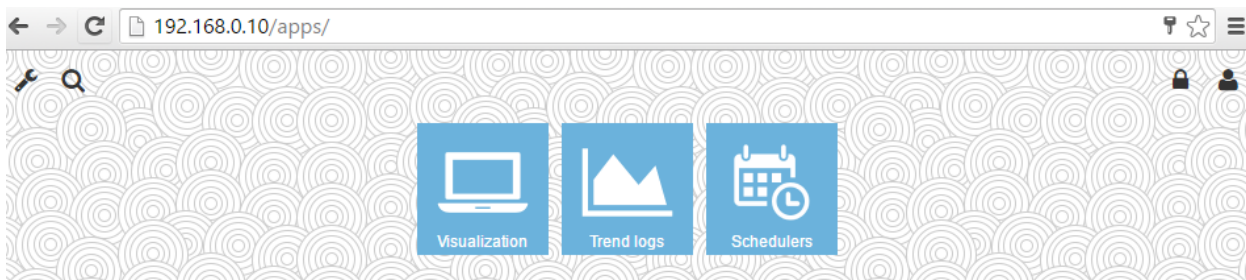 192.168.0.10/apps/
Visualization Trend logs Schedulers